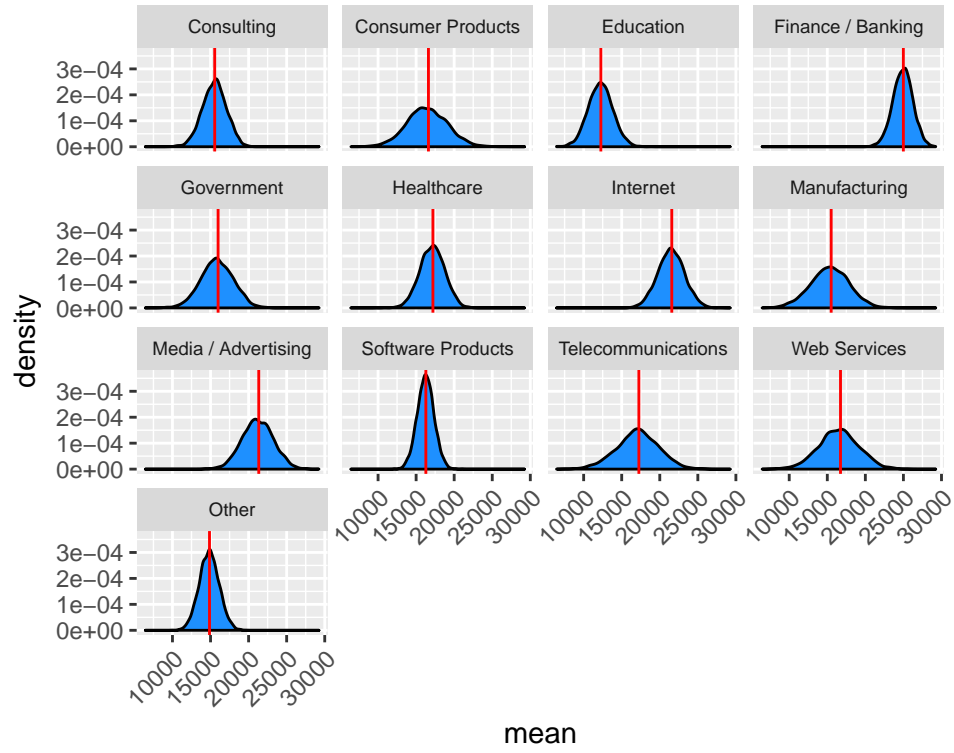 Consulting
Consumer Products
Education
Finance / Banking
3e−04
2e−04
1e−04
0e+00
Government
Healthcare
Internet
Manufacturing
3e−04
2e−04
1e−04
0e+00
density
Media / Advertising
Software Products
Telecommunications
Web Services
3e−04
2e−04
1e−04
0e+00
10000 15000 20000 25000 30000
10000 15000 20000 25000 30000
10000 15000 20000 25000 30000
Other
3e−04
2e−04
1e−04
0e+00
10000 15000 20000 25000 30000
mean